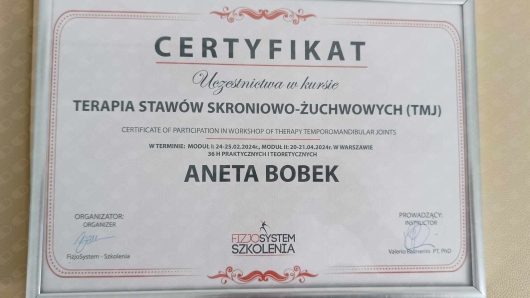 CERTYFIKAT
Uczestnictwa w kursie
TERAPIA STAWÓW SKRONIOWO-ŻUCHWOWYCH (TMJ)
CERTIFICATE OF PARTICIPATION IN WORKSHOP OF THERAPY TEMPOROMANDIBULAR JOINTS
W TERMINIE: MODUŁ I: 24-25.02.2024r., MODUŁ II: 20-21.04.2024r. W WARSZAWIE
36 H PRAKTYCZNYCH I TEORETYCZNYCH
ANETA BOBEK
ORGANIZATOR:
ORGANIZER
FizjoSystem - Szkolenia
FIZJOSYSTEM
SZKOLENIA
PROWADZĄCY:
INSTRUCTOR
PT, PhD